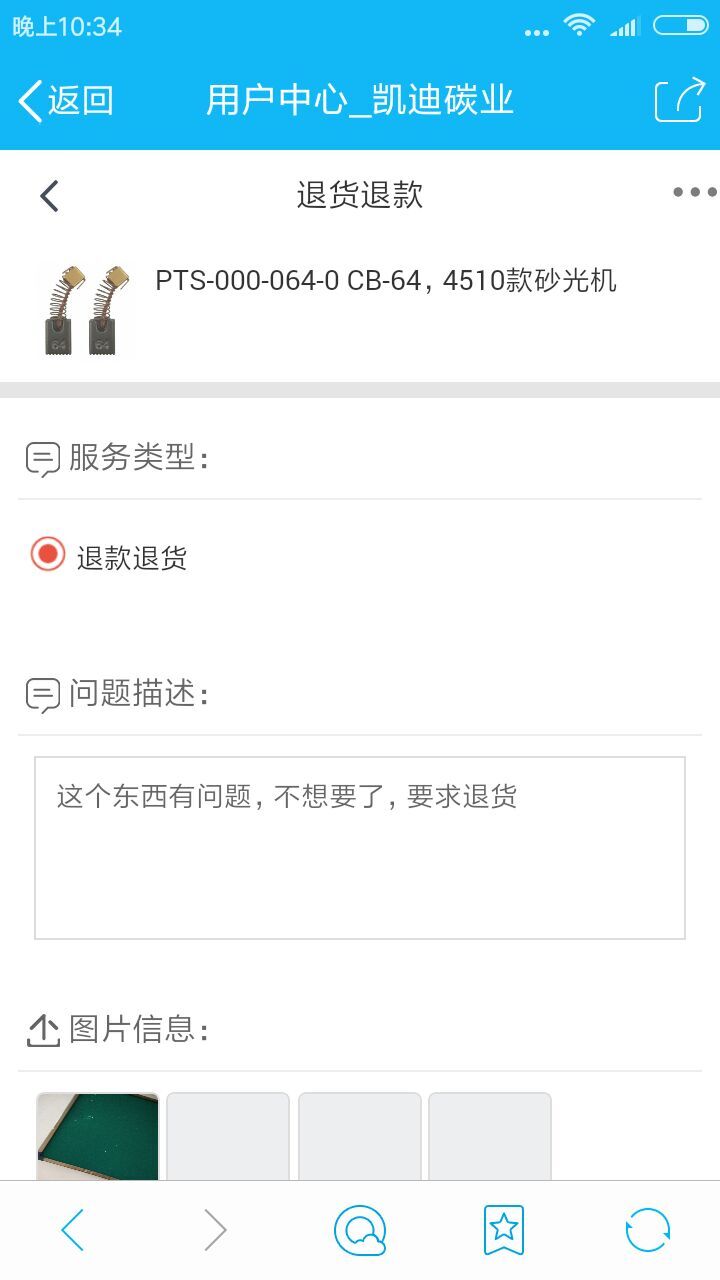 晚上10:34
返回
用户中心_凯迪碳业
退货退款
PTS-000-064-0 CB-64，4510款砂光机
64 64
服务类型：
退款退货
问题描述：
这个东西有问题，不想要了，要求退货
图片信息：